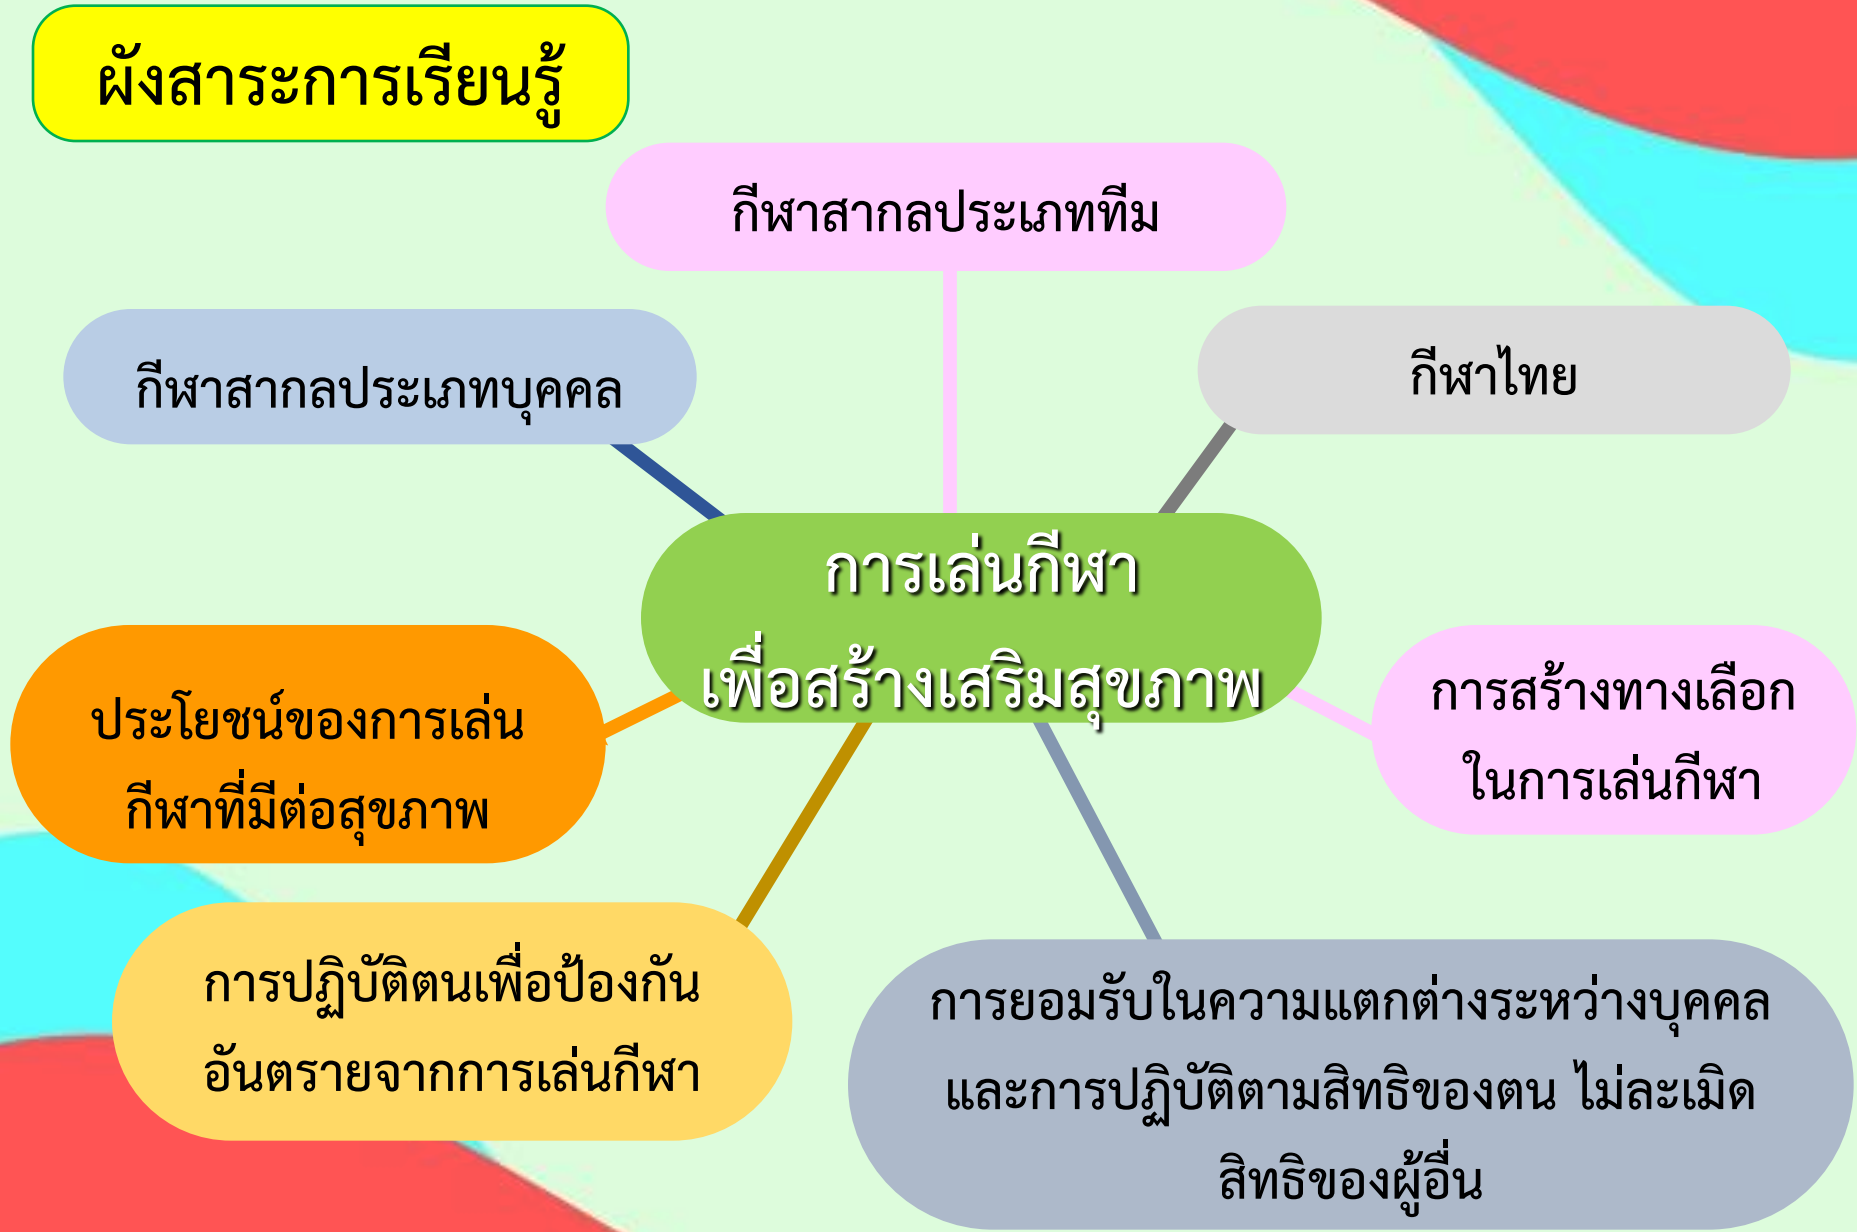 ผังสาระการเรียนรู้
กีฬาสากลประเภททีม
กีฬาสากลประเภทบุคคล
กีฬาไทย
การเล่นกีฬา
เพื่อสร้างเสริมสุขภาพ
ประโยชน์ของการเล่น
กีฬาที่มีต่อสุขภาพ
การสร้างทางเลือก
ในการเล่นกีฬา
การปฏิบัติตนเพื่อป้องกัน
อันตรายจากการเล่นกีฬา
การยอมรับในความแตกต่างระหว่างบุคคล
และการปฏิบัติตามสิทธิของตน ไม่ละเมิด
สิทธิของผู้อื่น